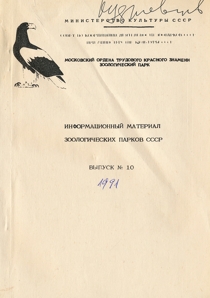 МИНИСТЕРСТВО КУЛЬТУРЫ СССР
МОСКОВСКИЙ ОРДЕНА ТРУДОВОГО КРАСНОГО ЗНАМЕНИ
ЗООЛОГИЧЕСКИЙ ПАРК
ИНФОРМАЦИОННЫЙ МАТЕРИАЛ
ЗООЛОГИЧЕСКИХ ПАРКОВ СССР
ВЫПУСК № 10
1991